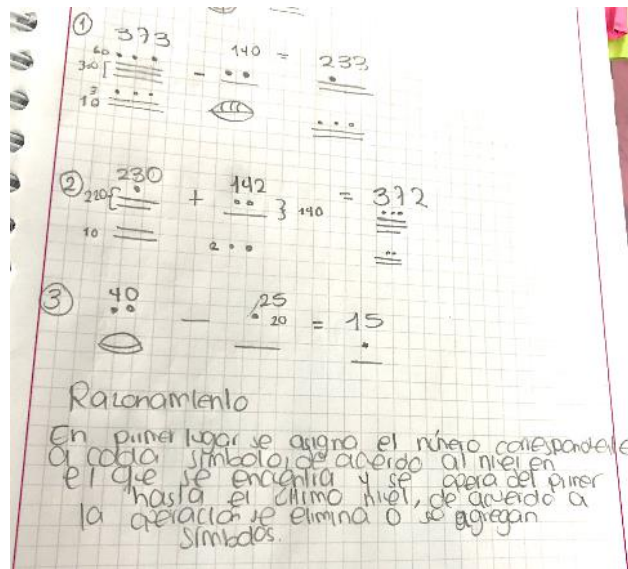 ① 373 140 = 233
60
300 -
3
10
② 230 + 142 = 372
220 } 140
10 2
③ 40 - 25 = 15
20
Razonamiento
En primer lugar se asigna el número correspondiente
a cada símbolo, de acuerdo al nivel en
el que se encuentra y se opera del primer
hasta el último nivel, de acuerdo a
la operación se elimina o se agregan
símbolos.